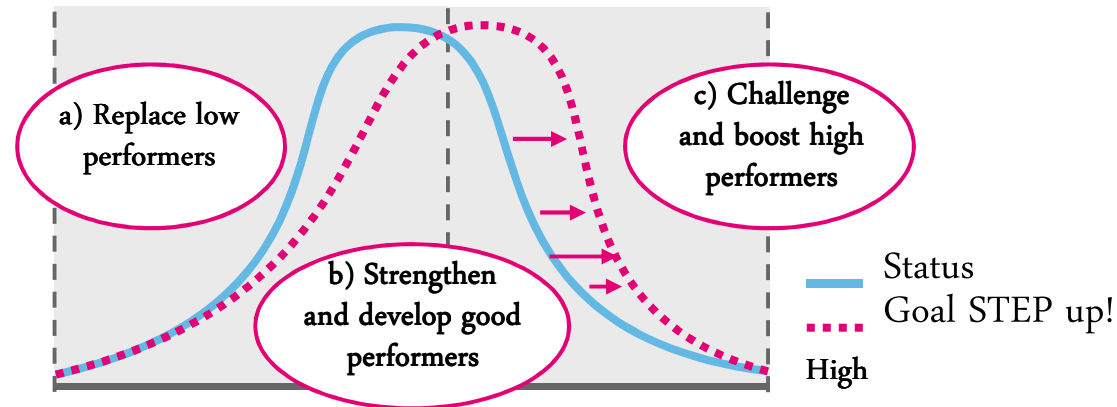 a) Replace low
performers
b) Strengthen
and develop good
performers
c) Challenge
and boost high
performers
Status
Goal STEP up!
High